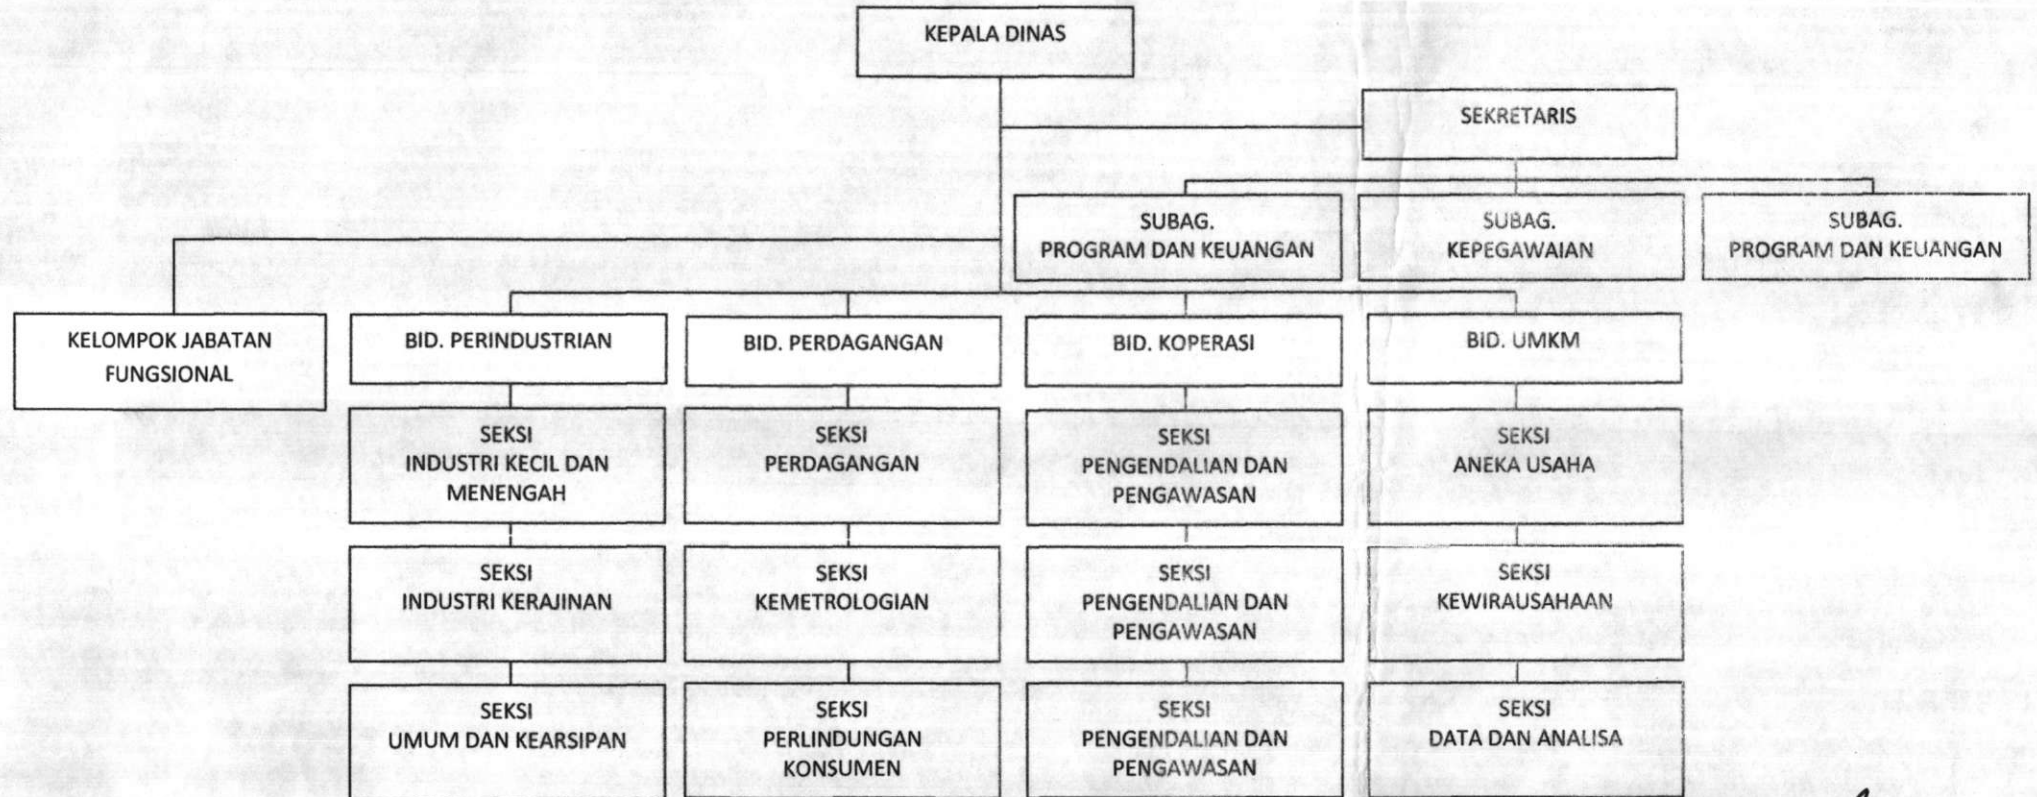 KEPALA DINAS
SEKRETARIS
SUBAG.
PROGRAM DAN KEUANGAN
SUBAG.
KEPEGAWAIAN
SUBAG.
PROGRAM DAN KEUANGAN
KELOMPOK JABATAN
FUNGSIONAL
BID. PERINDUSTRIAN
BID. PERDAGANGAN
BID. KOPERASI
BID. UMKM
SEKSI
INDUSTRI KECIL DAN
MENENGAH
SEKSI
PERDAGANGAN
SEKSI
PENGENDALIAN DAN
PENGAWASAN
SEKSI
ANEKA USAHA
SEKSI
INDUSTRI KERAJINAN
SEKSI
KEMETROLOGIAN
SEKSI
PENGENDALIAN DAN
PENGAWASAN
SEKSI
KEWIRAUSAHAAN
SEKSI
UMUM DAN KEARSIPAN
SEKSI
PERLINDUNGAN
KONSUMEN
SEKSI
PENGENDALIAN DAN
PENGAWASAN
SEKSI
DATA DAN ANALISA